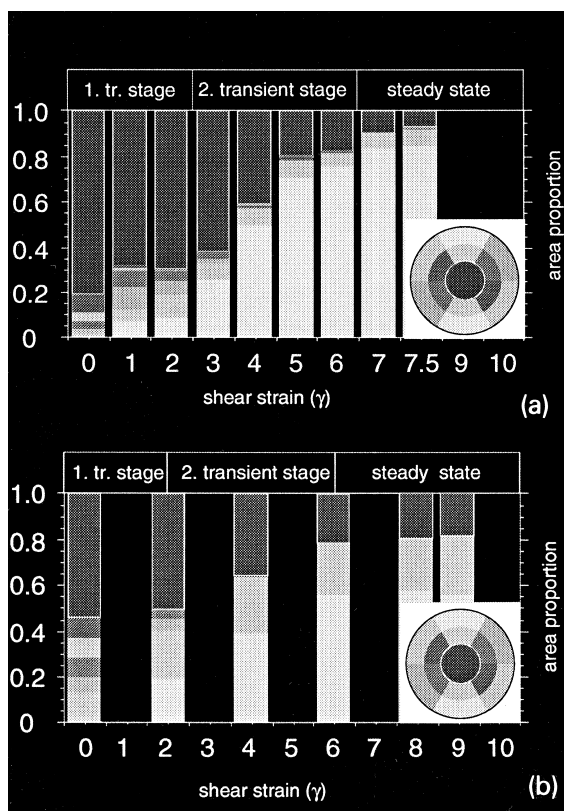 1. tr. stage 2. transient stage steady state
1.0
0.8
0.6
0.4
0.2
0
area proportion
0 1 2 3 4 5 6 7 7.5 9 10
shear strain (γ)
(a)
1. tr. stage 2. transient stage steady state
1.0
0.8
0.6
0.4
0.2
0
area proportion
0 1 2 3 4 5 6 7 8 9 10
shear strain (γ)
(b)